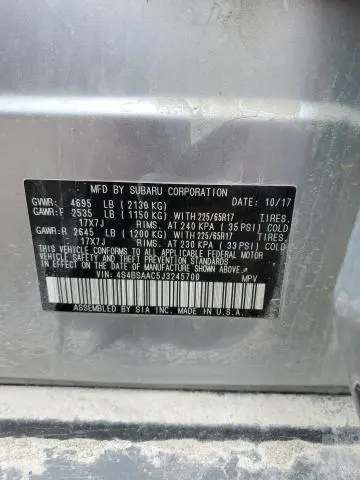 MFD BY SUBARU CORPORATION
GVWR: 4695 LB (2130 KG) DATE: 10/17
GAWR:F 2535 LB (1150 KG) WITH 225/65R17 TIRES.
17X7J RIMS. AT 240 KPA ( 35 PSI) COLD.
GAWR:R 2645 LB (1200 KG) WITH 225/65R17 TIRES.
17X7J RIMS. AT 230 KPA ( 33 PSI) COLD.
THIS VEHICLE CONFORMS TO ALL APPLICABLE FEDERAL MOTOR
VEHICLE SAFETY AND THEFT PREVENTION STANDARDS IN
EFFECT ON THE DATE OF MANUFACTURE SHOWN ABOVE.
VIN: 4S4BSAAC5J3245700 MPV
ASSEMBLED BY SIA INC. MADE IN U.S.A.